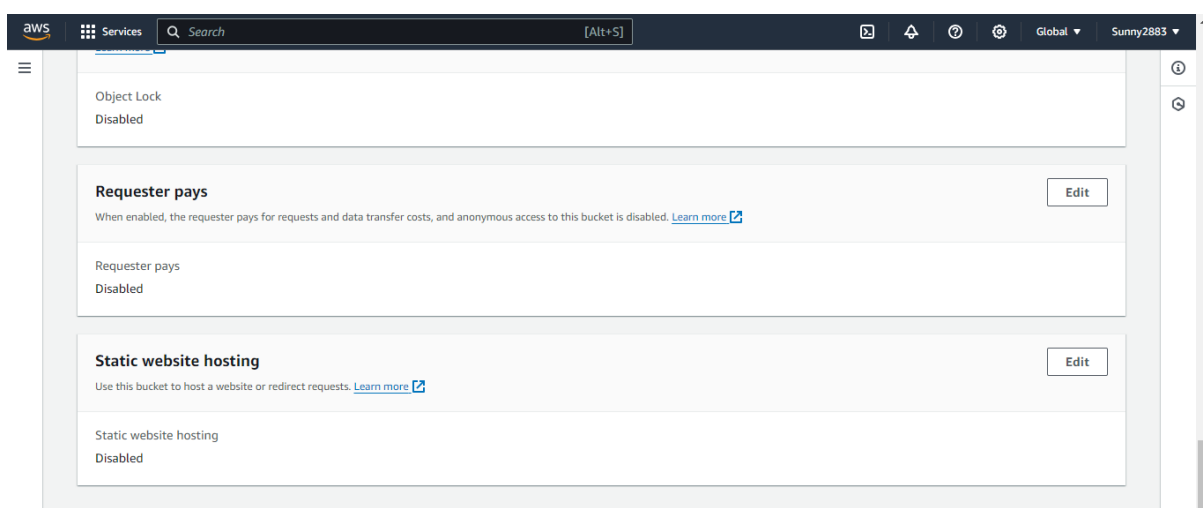 aws
Services
Search
[Alt+S]
Global
Sunny2883
Learn more
Object Lock
Disabled
Requester pays
Edit
When enabled, the requester pays for requests and data transfer costs, and anonymous access to this bucket is disabled. Learn more
Requester pays
Disabled
Static website hosting
Edit
Use this bucket to host a website or redirect requests. Learn more
Static website hosting
Disabled